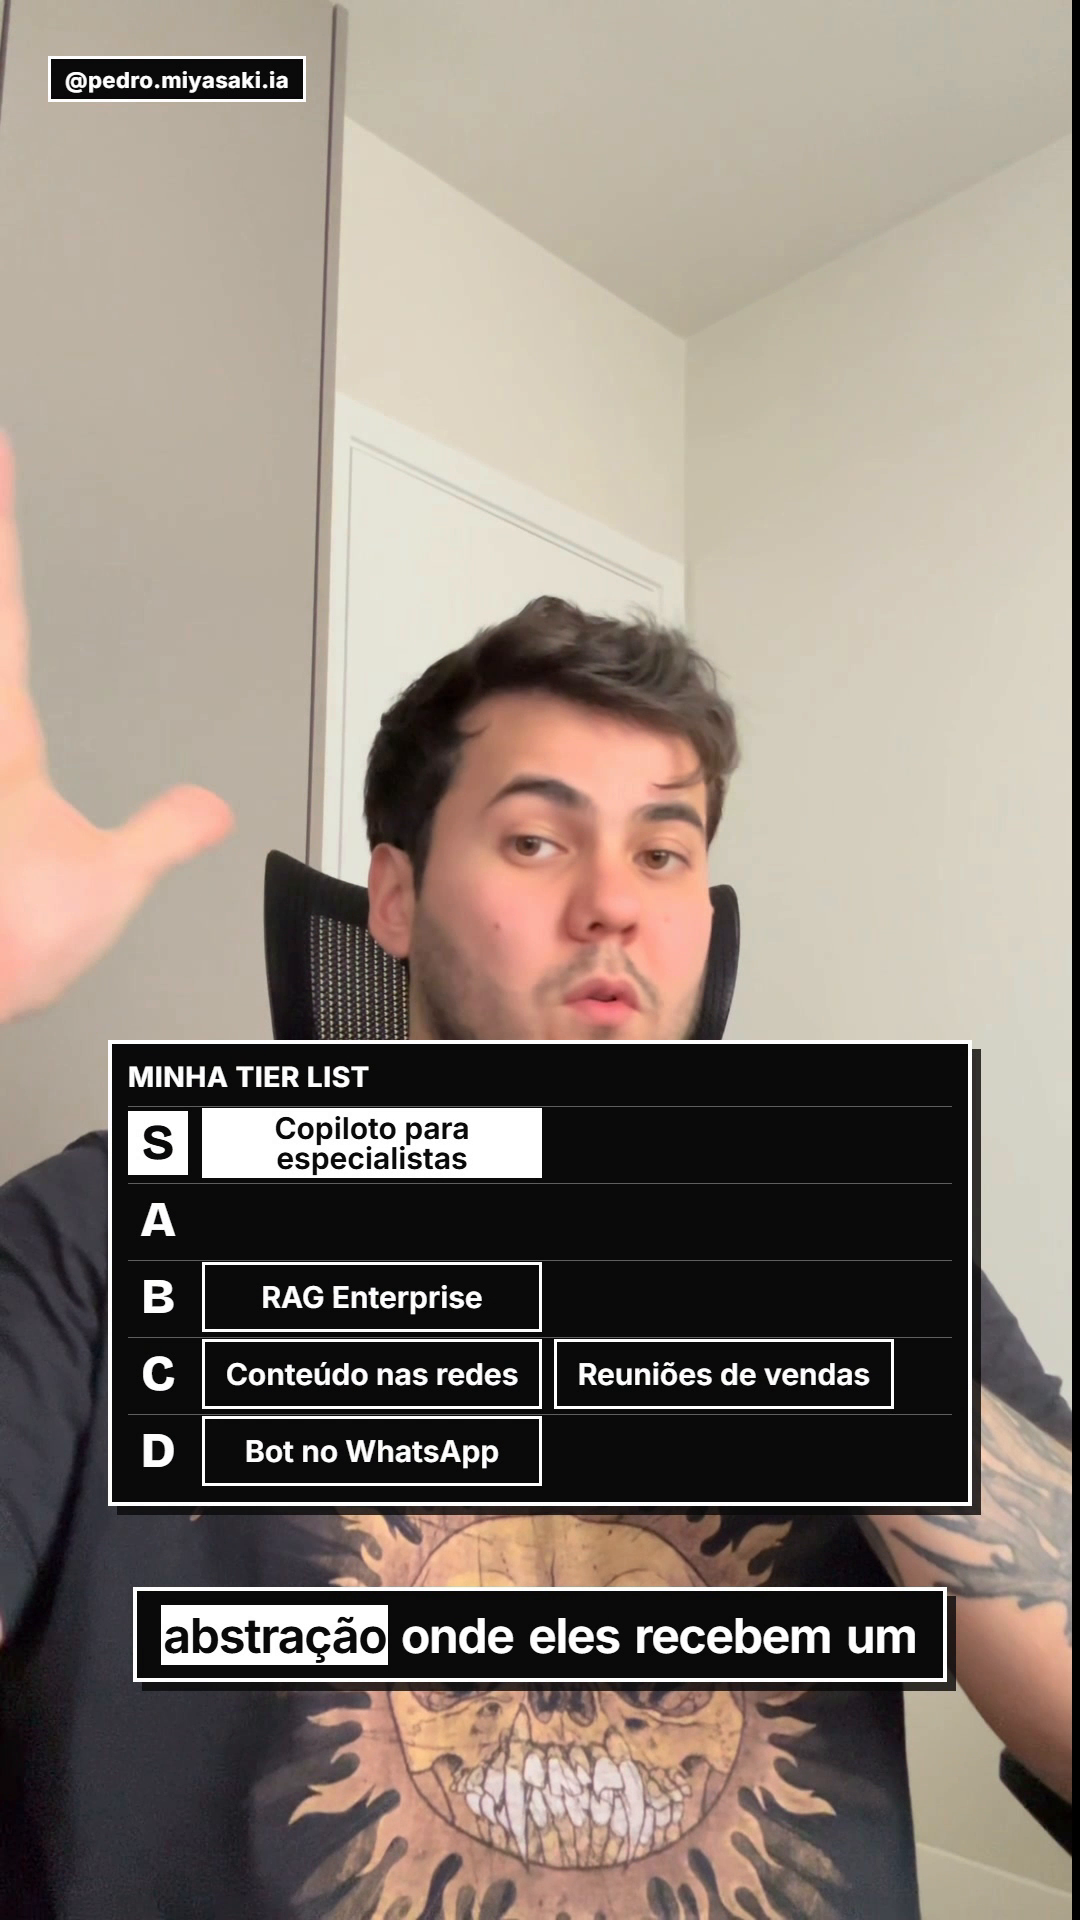 @pedro.miyasaki.ia
MINHA TIER LIST
S
Copiloto para
especialistas
A
B
RAG Enterprise
C
Conteúdo nas redes
Reuniões de vendas
D
Bot no WhatsApp
abstração onde eles recebem um